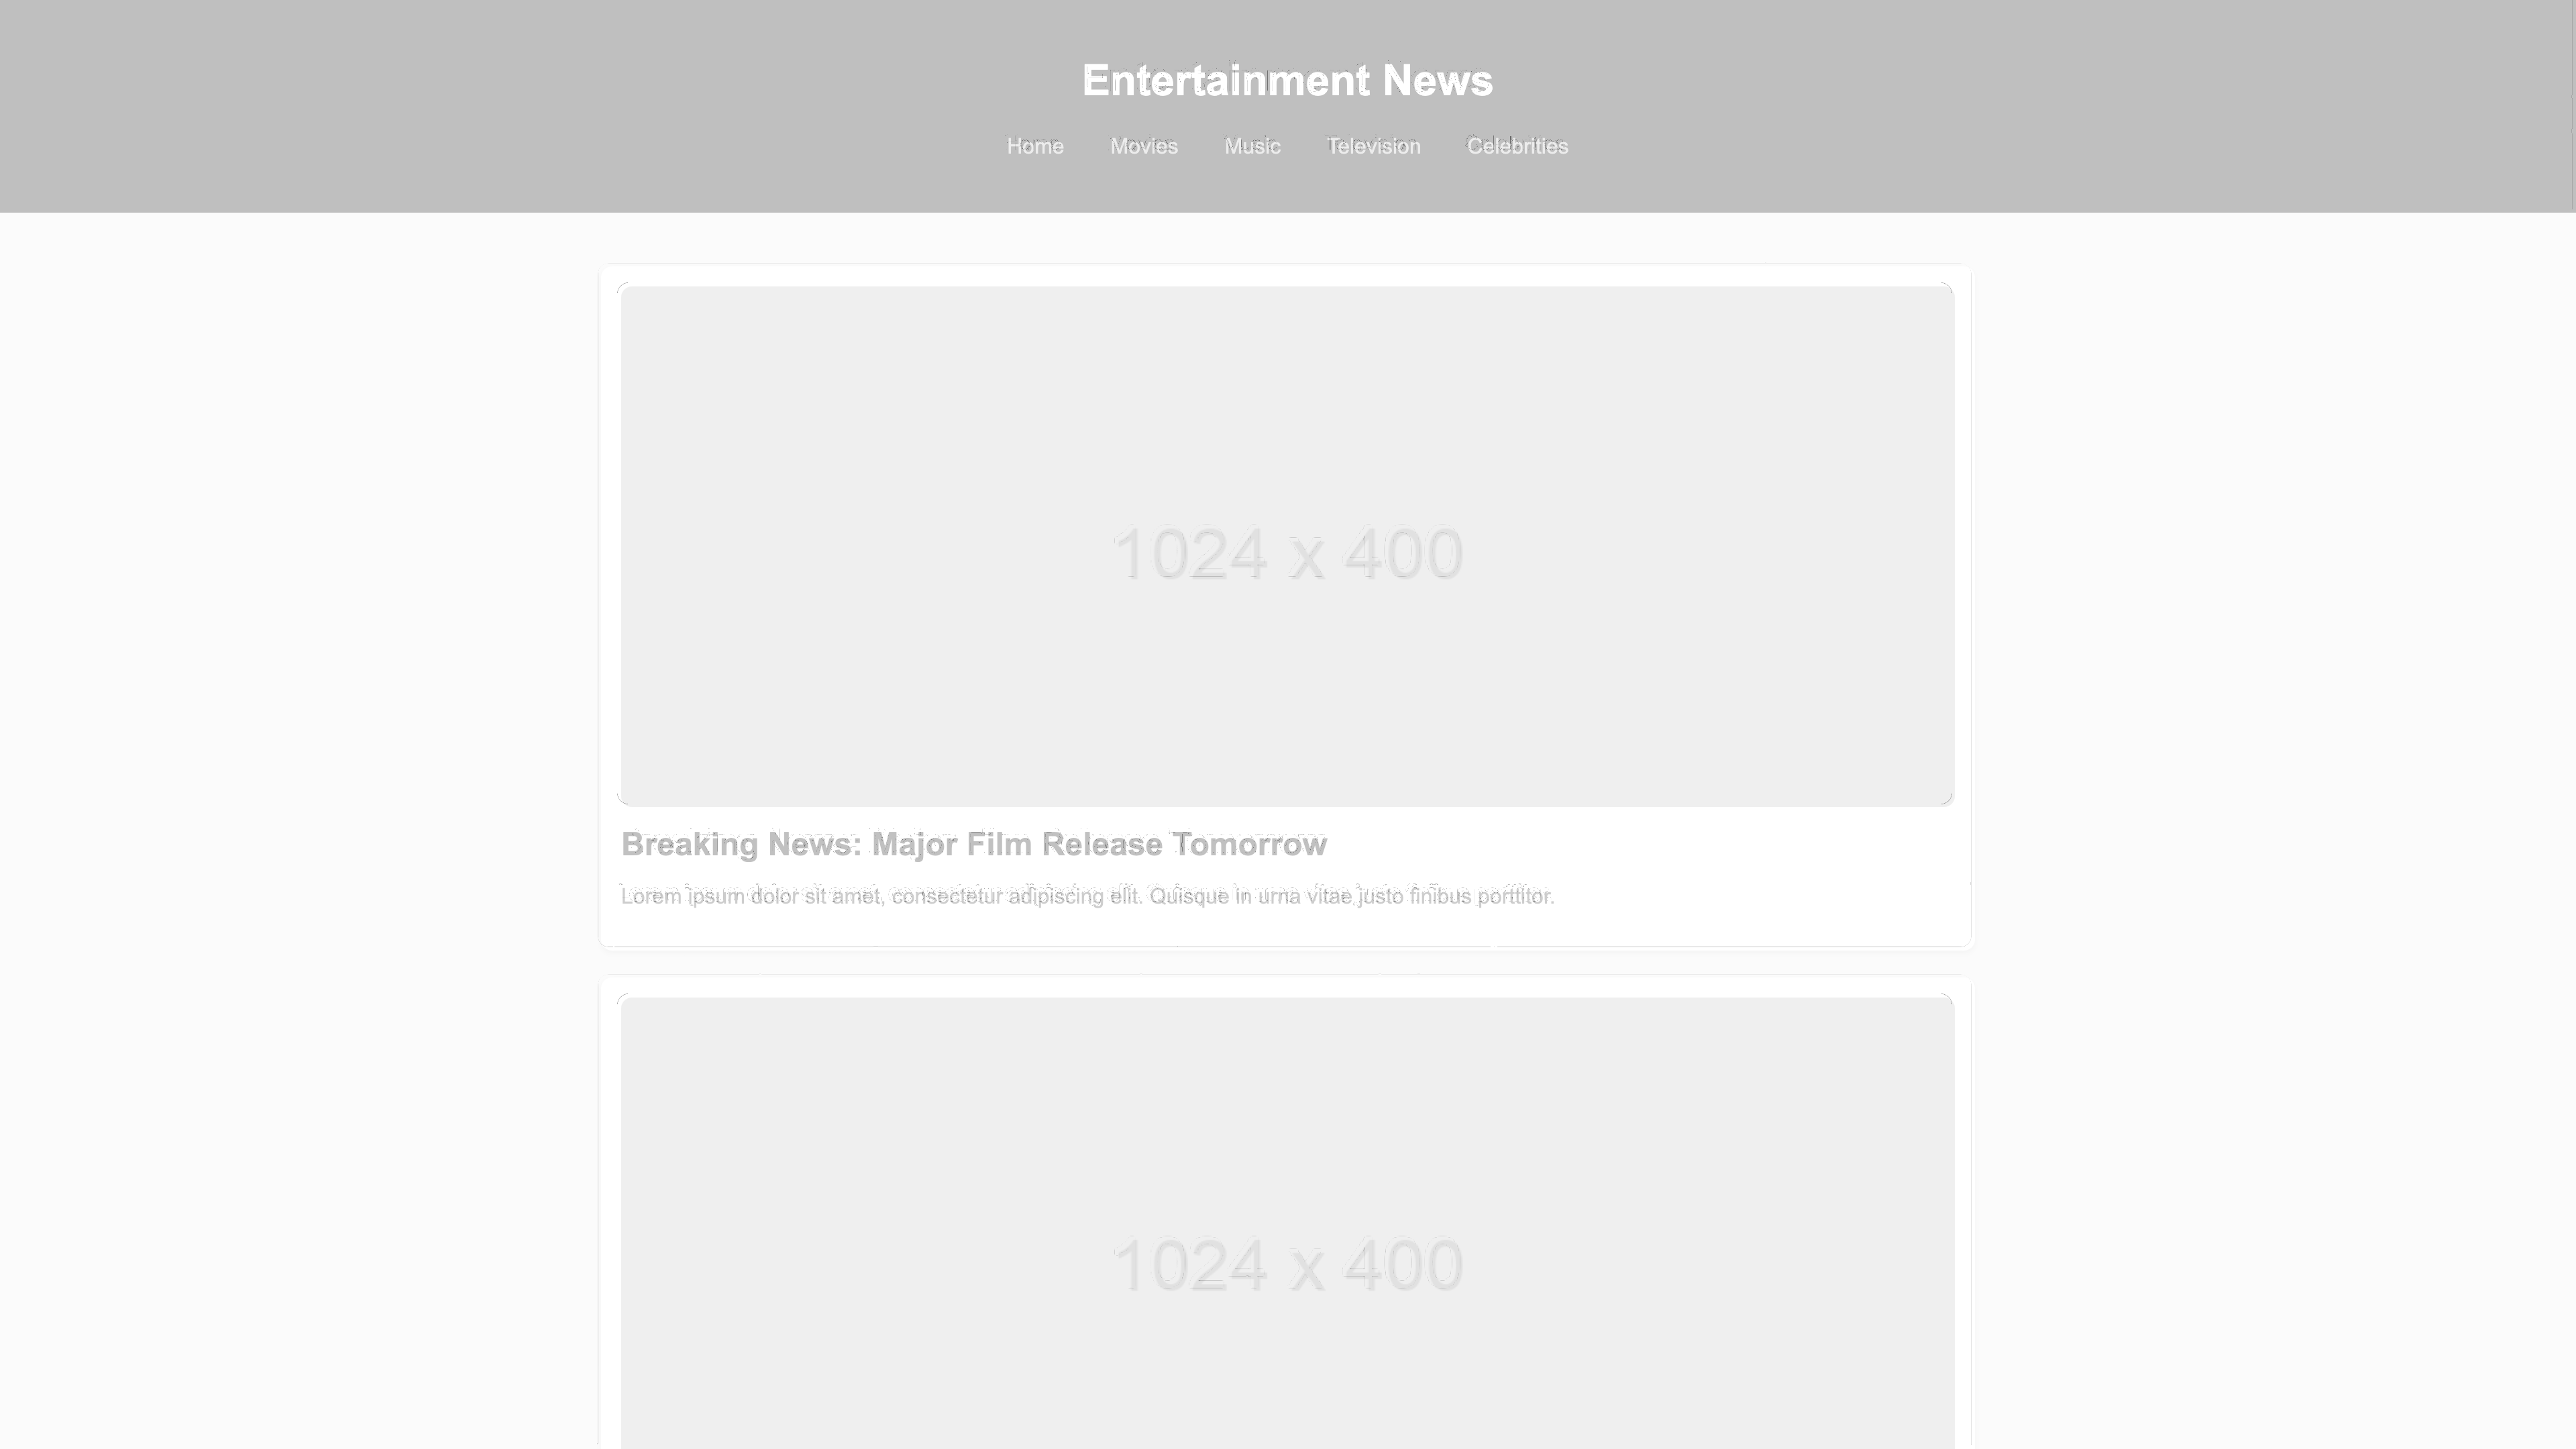 Entertainment News
Home Movies Music Television Celebrities
1024 x 400
Breaking News: Major Film Release Tomorrow
Lorem ipsum dolor sit amet, consectetur adipiscing elit. Quisque in urna vitae justo finibus porttitor.
1024 x 400